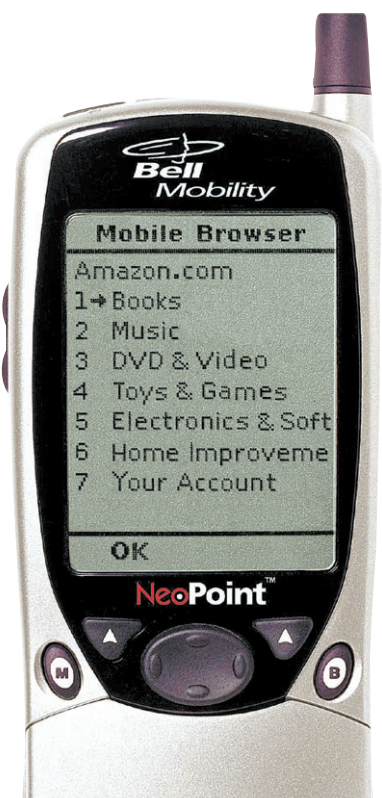 Bell
Mobility
Mobile Browser
Amazon.com
1→Books
2 Music
3 DVD & Video
4 Toys & Games
5 Electronics & Soft
6 Home Improveme
7 Your Account
OK
NeoPoint™
M
B